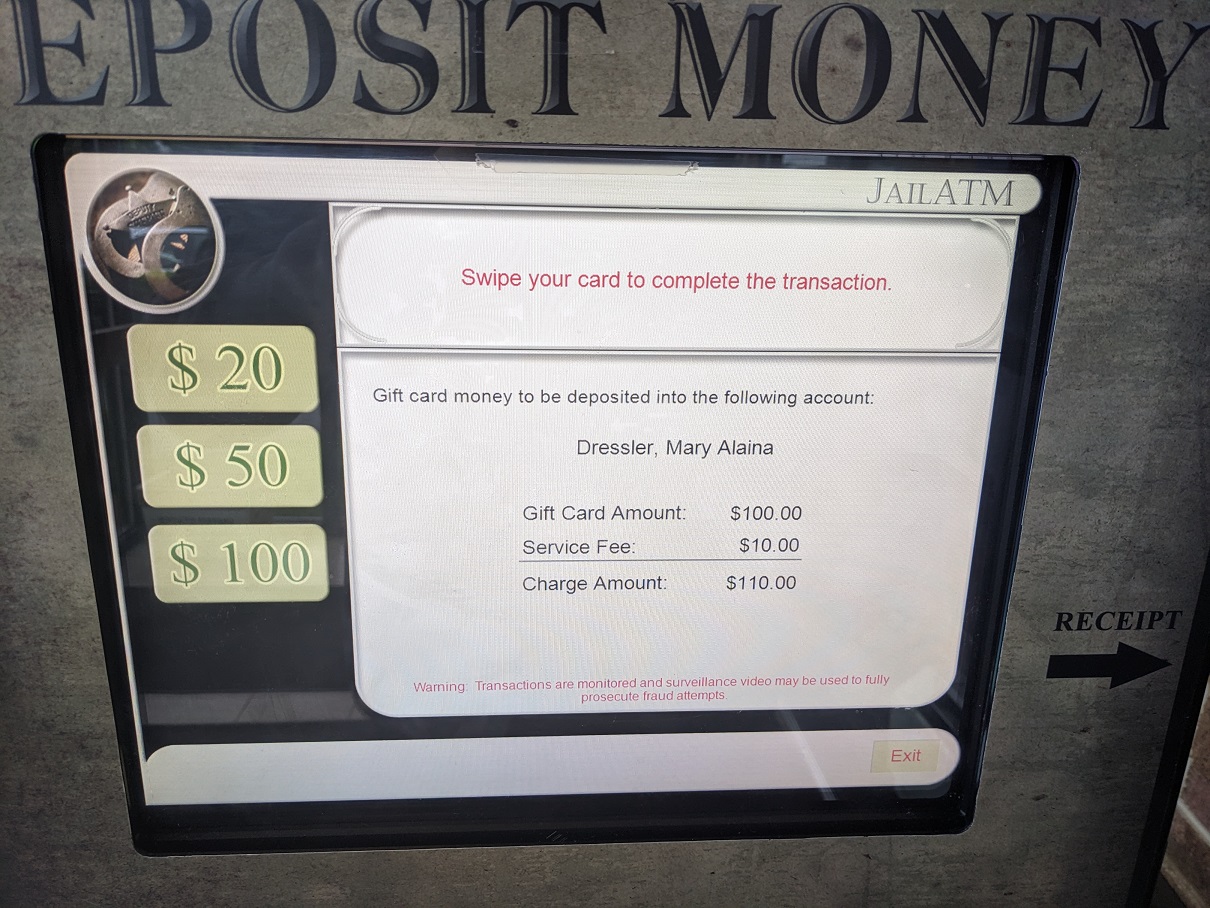 EPOSIT MONEY
JAILATM
Swipe your card to complete the transaction.
$ 20
$ 50
$ 100
Gift card money to be deposited into the following account:
Dressler, Mary Alaina
Gift Card Amount: $100.00
Service Fee: $10.00
Charge Amount: $110.00
Warning: Transactions are monitored and surveillance video may be used to fully
prosecute fraud attempts.
Exit
RECEIPT